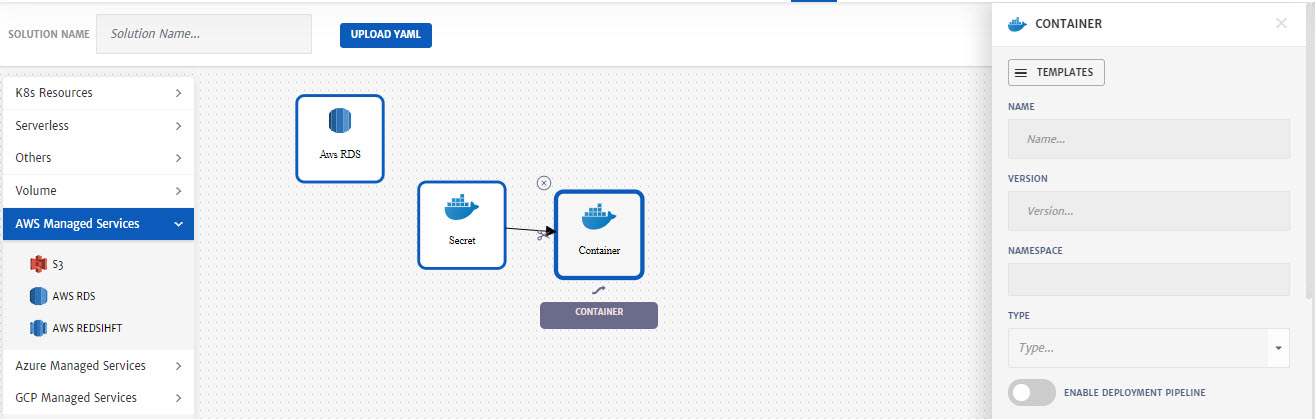 SOLUTION NAME
Solution Name...
UPLOAD YAML
K8s Resources
Serverless
Others
Volume
AWS Managed Services
S3
AWS RDS
AWS REDSIHFT
Azure Managed Services
GCP Managed Services
Aws RDS
Secret
Container
CONTAINER
CONTAINER
TEMPLATES
NAME
Name...
VERSION
Version...
NAMESPACE
TYPE
Type...
ENABLE DEPLOYMENT PIPELINE